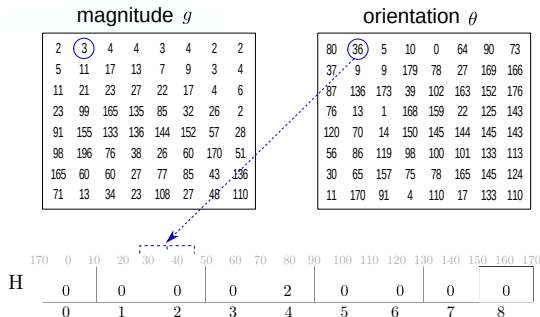 magnitude g orientation θ
2 3 4 4 3 4 2 2 80 36 5 10 0 64 90 73
5 11 17 13 7 9 3 4 37 9 9 179 78 27 169 166
11 21 23 27 22 17 4 6 87 136 173 39 102 163 152 176
23 99 165 135 85 32 26 2 76 13 1 168 159 22 125 143
91 155 133 136 144 152 57 28 120 70 14 150 145 144 145 143
98 196 76 38 26 60 170 51 56 86 119 98 100 101 133 113
165 60 60 27 77 85 43 136 30 65 157 75 78 165 145 124
71 13 34 23 108 27 48 110 11 170 91 4 110 17 133 110
170 0 10 20 30 40 50 60 70 80 90 100 110 120 130 140 150 160 170
H 0 0 0 0 2 0 0 0 0
0 1 2 3 4 5 6 7 8